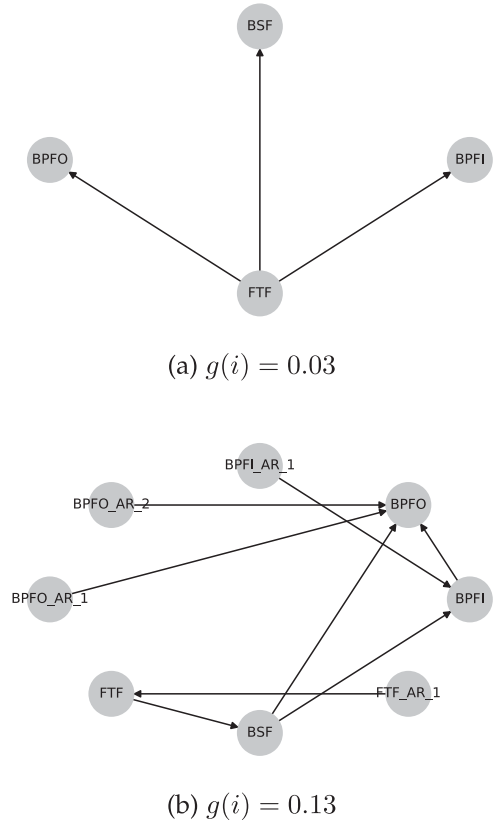 BSF
BPFO
BPFI
FTF
(a) g(i) = 0.03
BPFI_AR_1
BPFO_AR_2
BPFO
BPFO_AR_1
BPFI
FTF
FTF_AR_1
BSF
(b) g(i) = 0.13